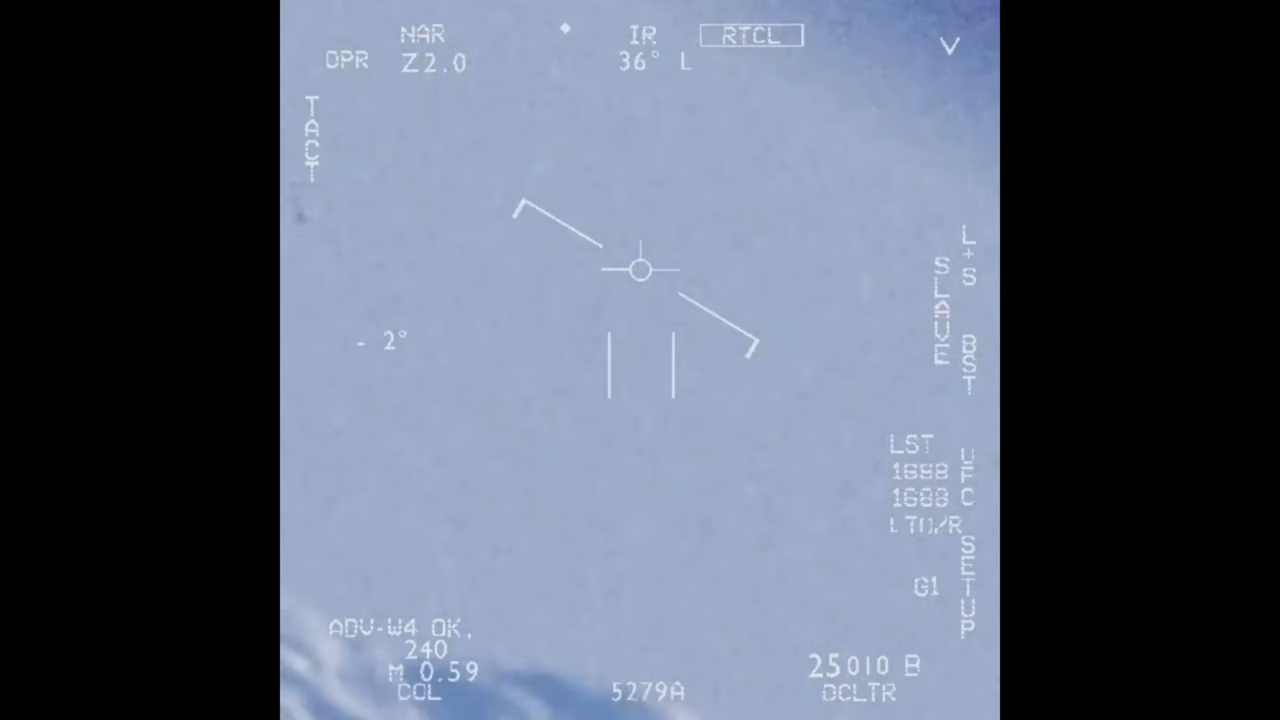 NAR
IR
RTCL
OPR
Z2.0
36° L
TACT
L+S
SLAVE
- 2°
BST
LST
1688
1688
UFC
LTD/R
SETUP
G1
ADV-W4 OK,
240
M 0.59
25010 B
COL
5279A
DCLTR